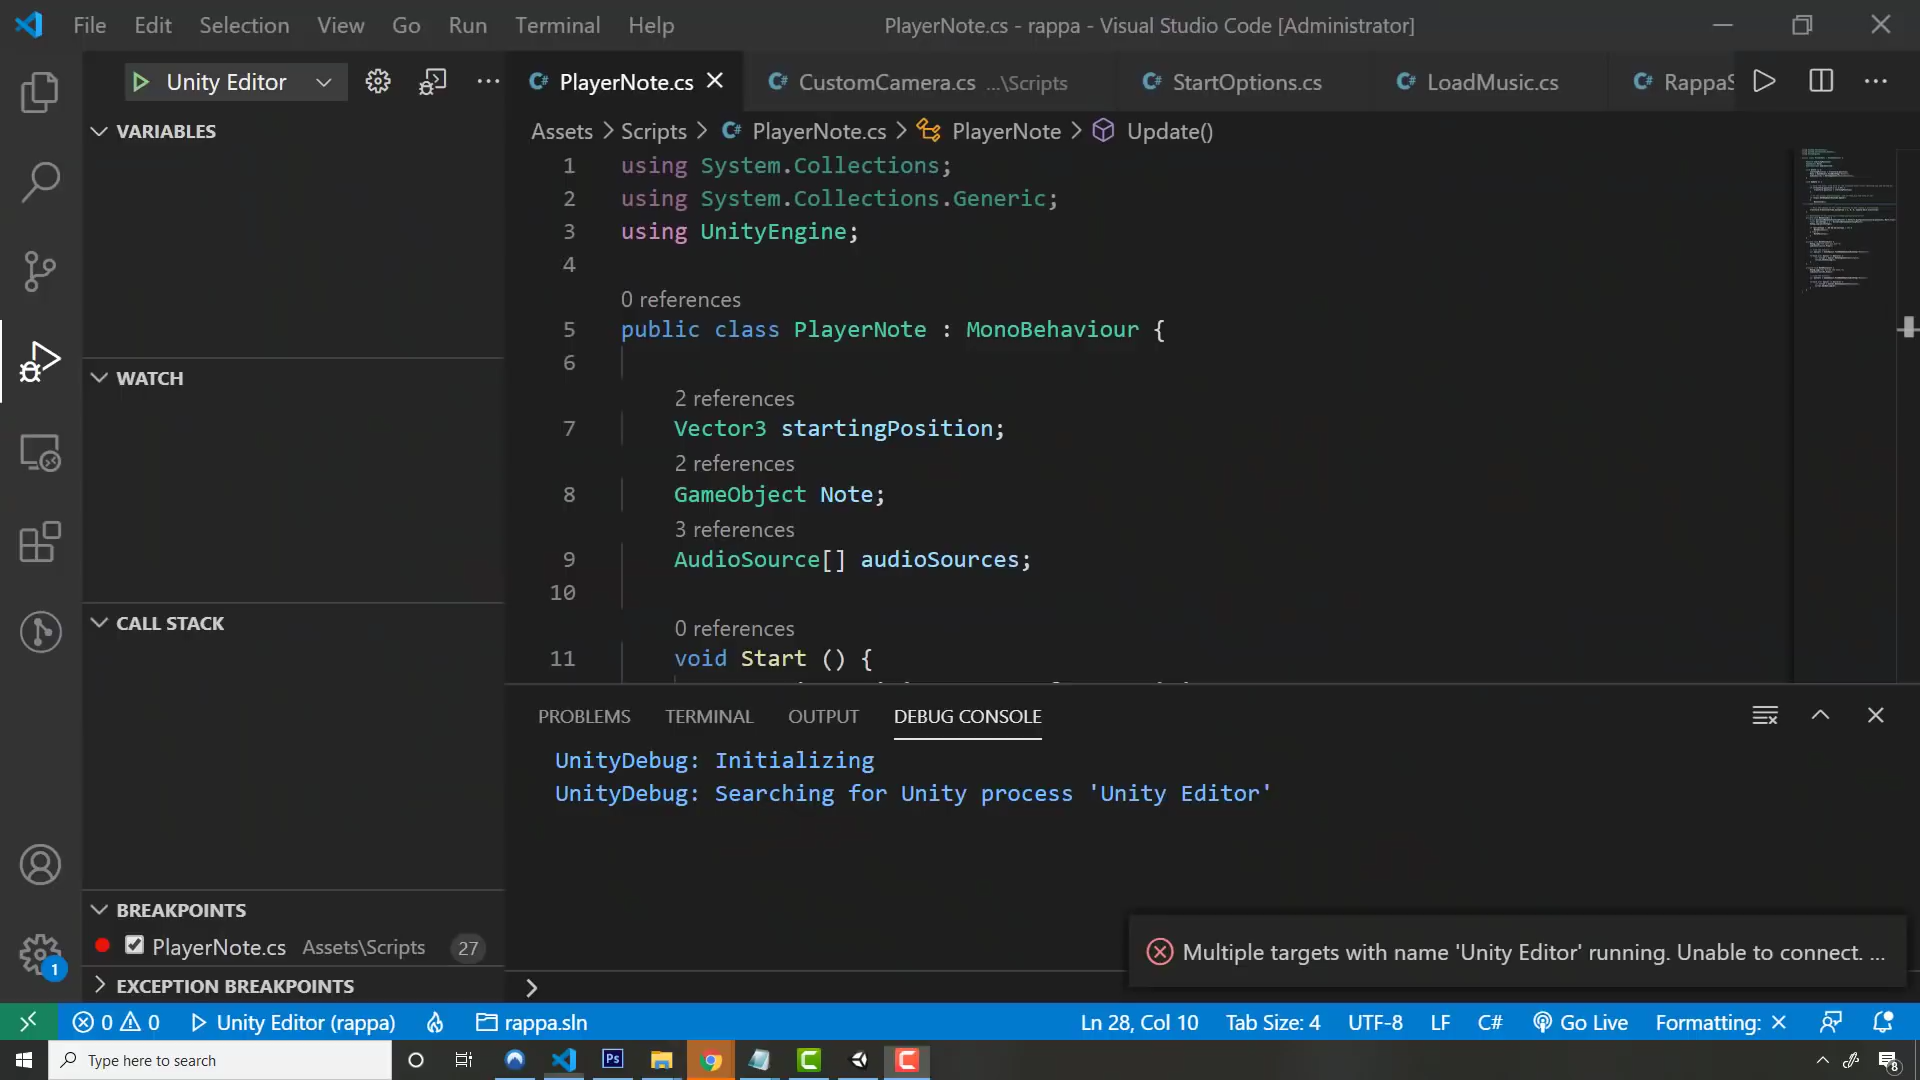 File Edit Selection View Go Run Terminal Help PlayerNote.cs - rappa - Visual Studio Code [Administrator]
Unity Editor
PlayerNote.cs
CustomCamera.cs ...\Scripts
StartOptions.cs
LoadMusic.cs
RappaS
VARIABLES
WATCH
CALL STACK
BREAKPOINTS
PlayerNote.cs Assets\Scripts 27
EXCEPTION BREAKPOINTS
1
Assets > Scripts > PlayerNote.cs > PlayerNote > Update()
1 using System.Collections;
2 using System.Collections.Generic;
3 using UnityEngine;
4
0 references
5 public class PlayerNote : MonoBehaviour {
6
2 references
7 Vector3 startingPosition;
2 references
8 GameObject Note;
3 references
9 AudioSource[] audioSources;
10
0 references
11 void Start () {
PROBLEMS TERMINAL OUTPUT DEBUG CONSOLE
UnityDebug: Initializing
UnityDebug: Searching for Unity process 'Unity Editor'
Multiple targets with name 'Unity Editor' running. Unable to connect. ...
0 0 Unity Editor (rappa) rappa.sln Ln 28, Col 10 Tab Size: 4 UTF-8 LF C# Go Live Formatting: ×
Type here to search
Ps
8